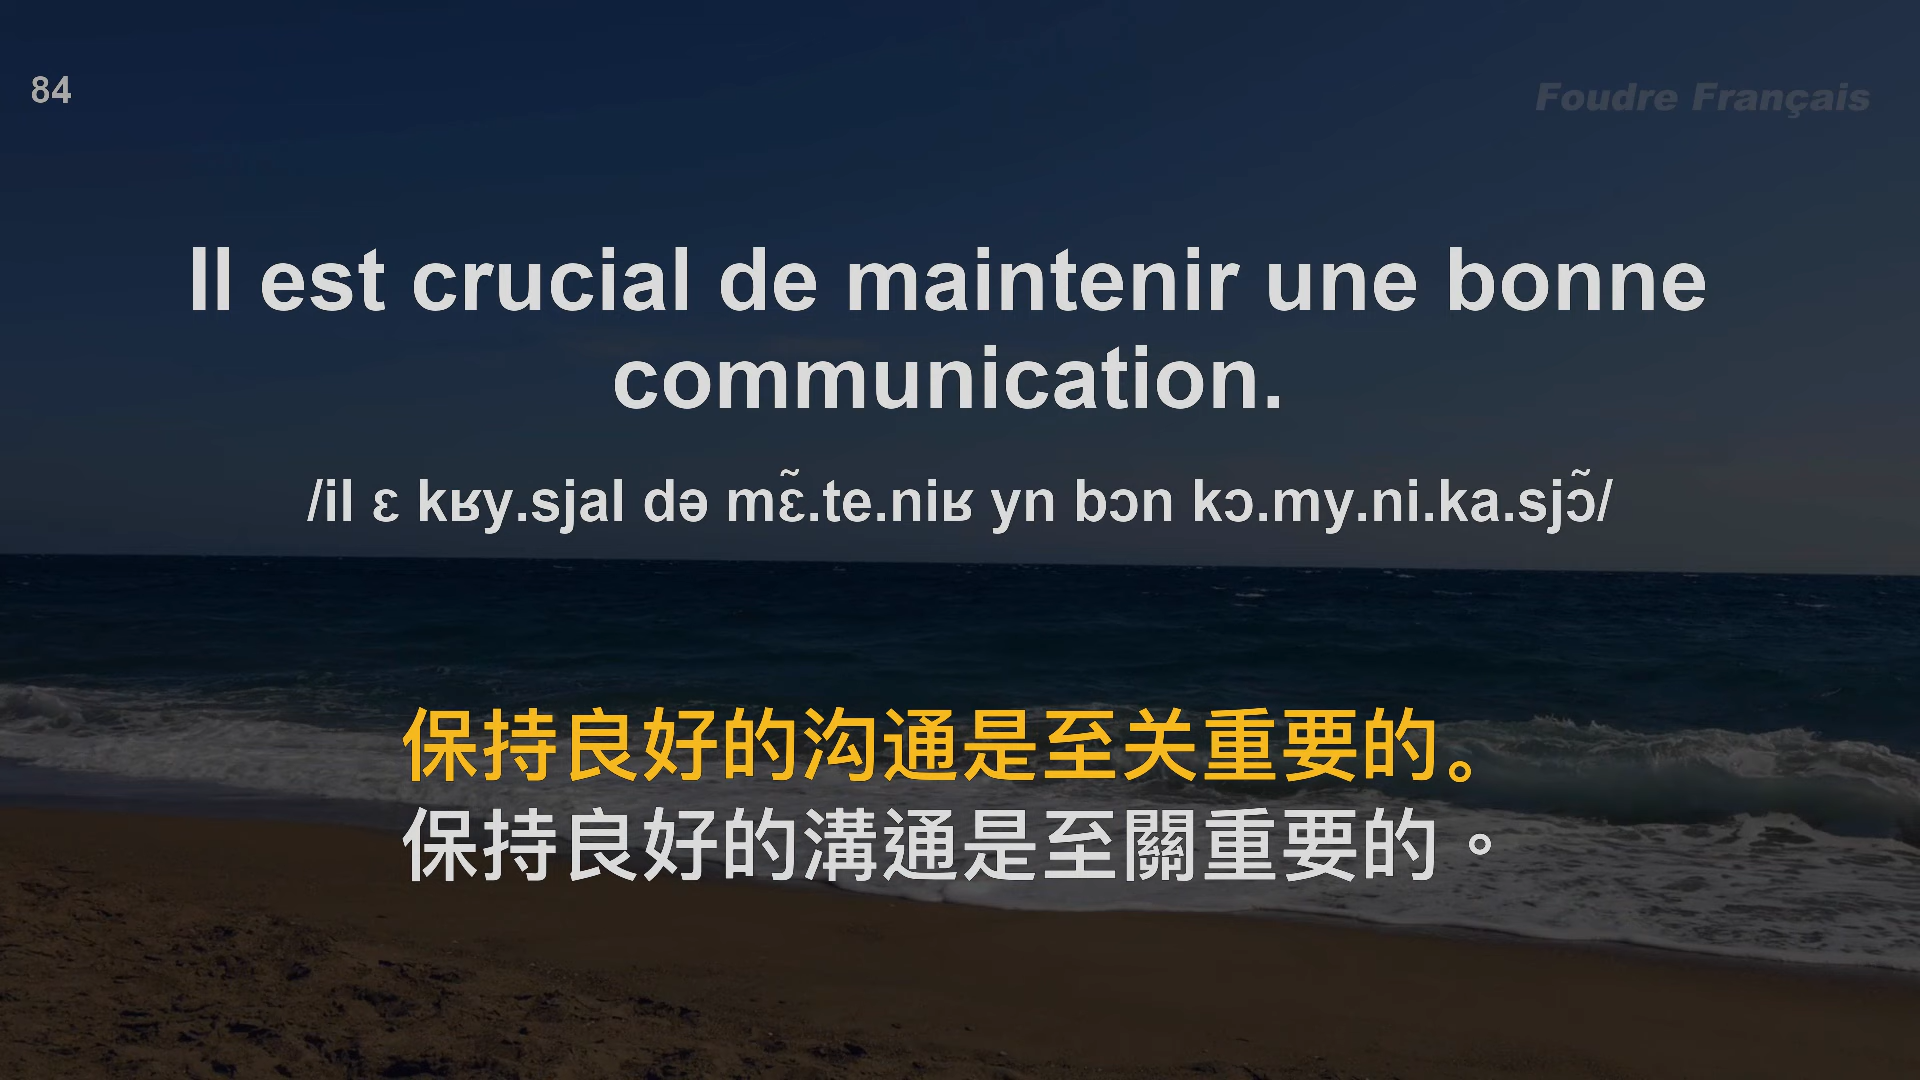 84
Foudre Français
Il est crucial de maintenir une bonne
communication.
/il ɛ kʁy.sjal də mɛ̃.te.niʁ yn bɔn kɔ.my.ni.ka.sjɔ̃/
保持良好的沟通是至关重要的。
保持良好的溝通是至關重要的。